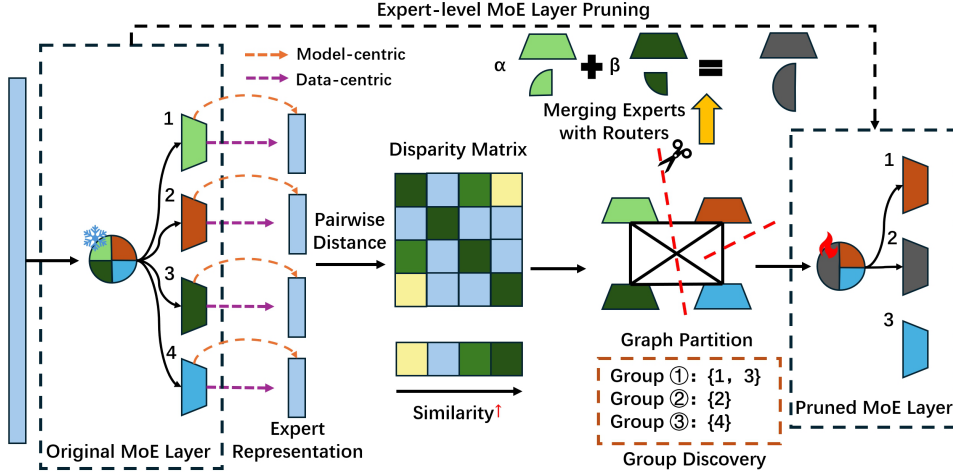 Expert-level MoE Layer Pruning
Model-centric
Data-centric
α
β
Merging Experts
with Routers
1
2
3
4
Pairwise
Distance
Disparity Matrix
Similarity↑
Original MoE Layer
Expert
Representation
Graph Partition
Group ①: {1, 3}
Group ②: {2}
Group ③: {4}
Group Discovery
1
2
3
Pruned MoE Layer